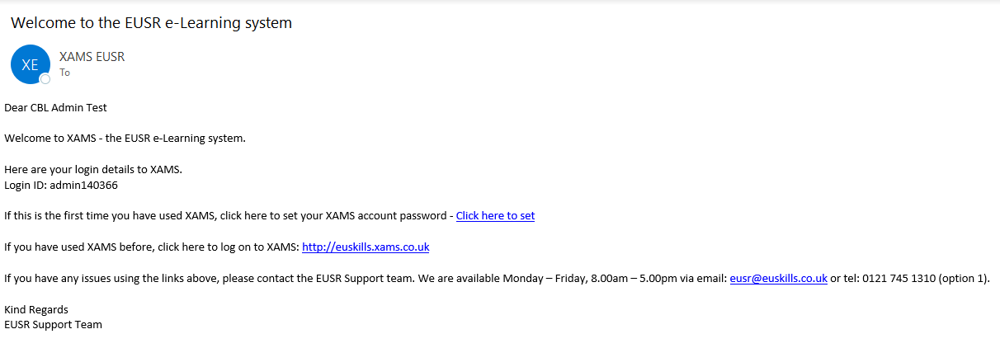 Welcome to the EUSR e-Learning system
XE
XAMS EUSR
To
Dear CBL Admin Test
Welcome to XAMS - the EUSR e-Learning system.
Here are your login details to XAMS.
Login ID: admin140366
If this is the first time you have used XAMS, click here to set your XAMS account password - Click here to set
If you have used XAMS before, click here to log on to XAMS: http://euskills.xams.co.uk
If you have any issues using the links above, please contact the EUSR Support team. We are available Monday – Friday, 8.00am – 5.00pm via email: eusr@euskills.co.uk or tel: 0121 745 1310 (option 1).
Kind Regards
EUSR Support Team